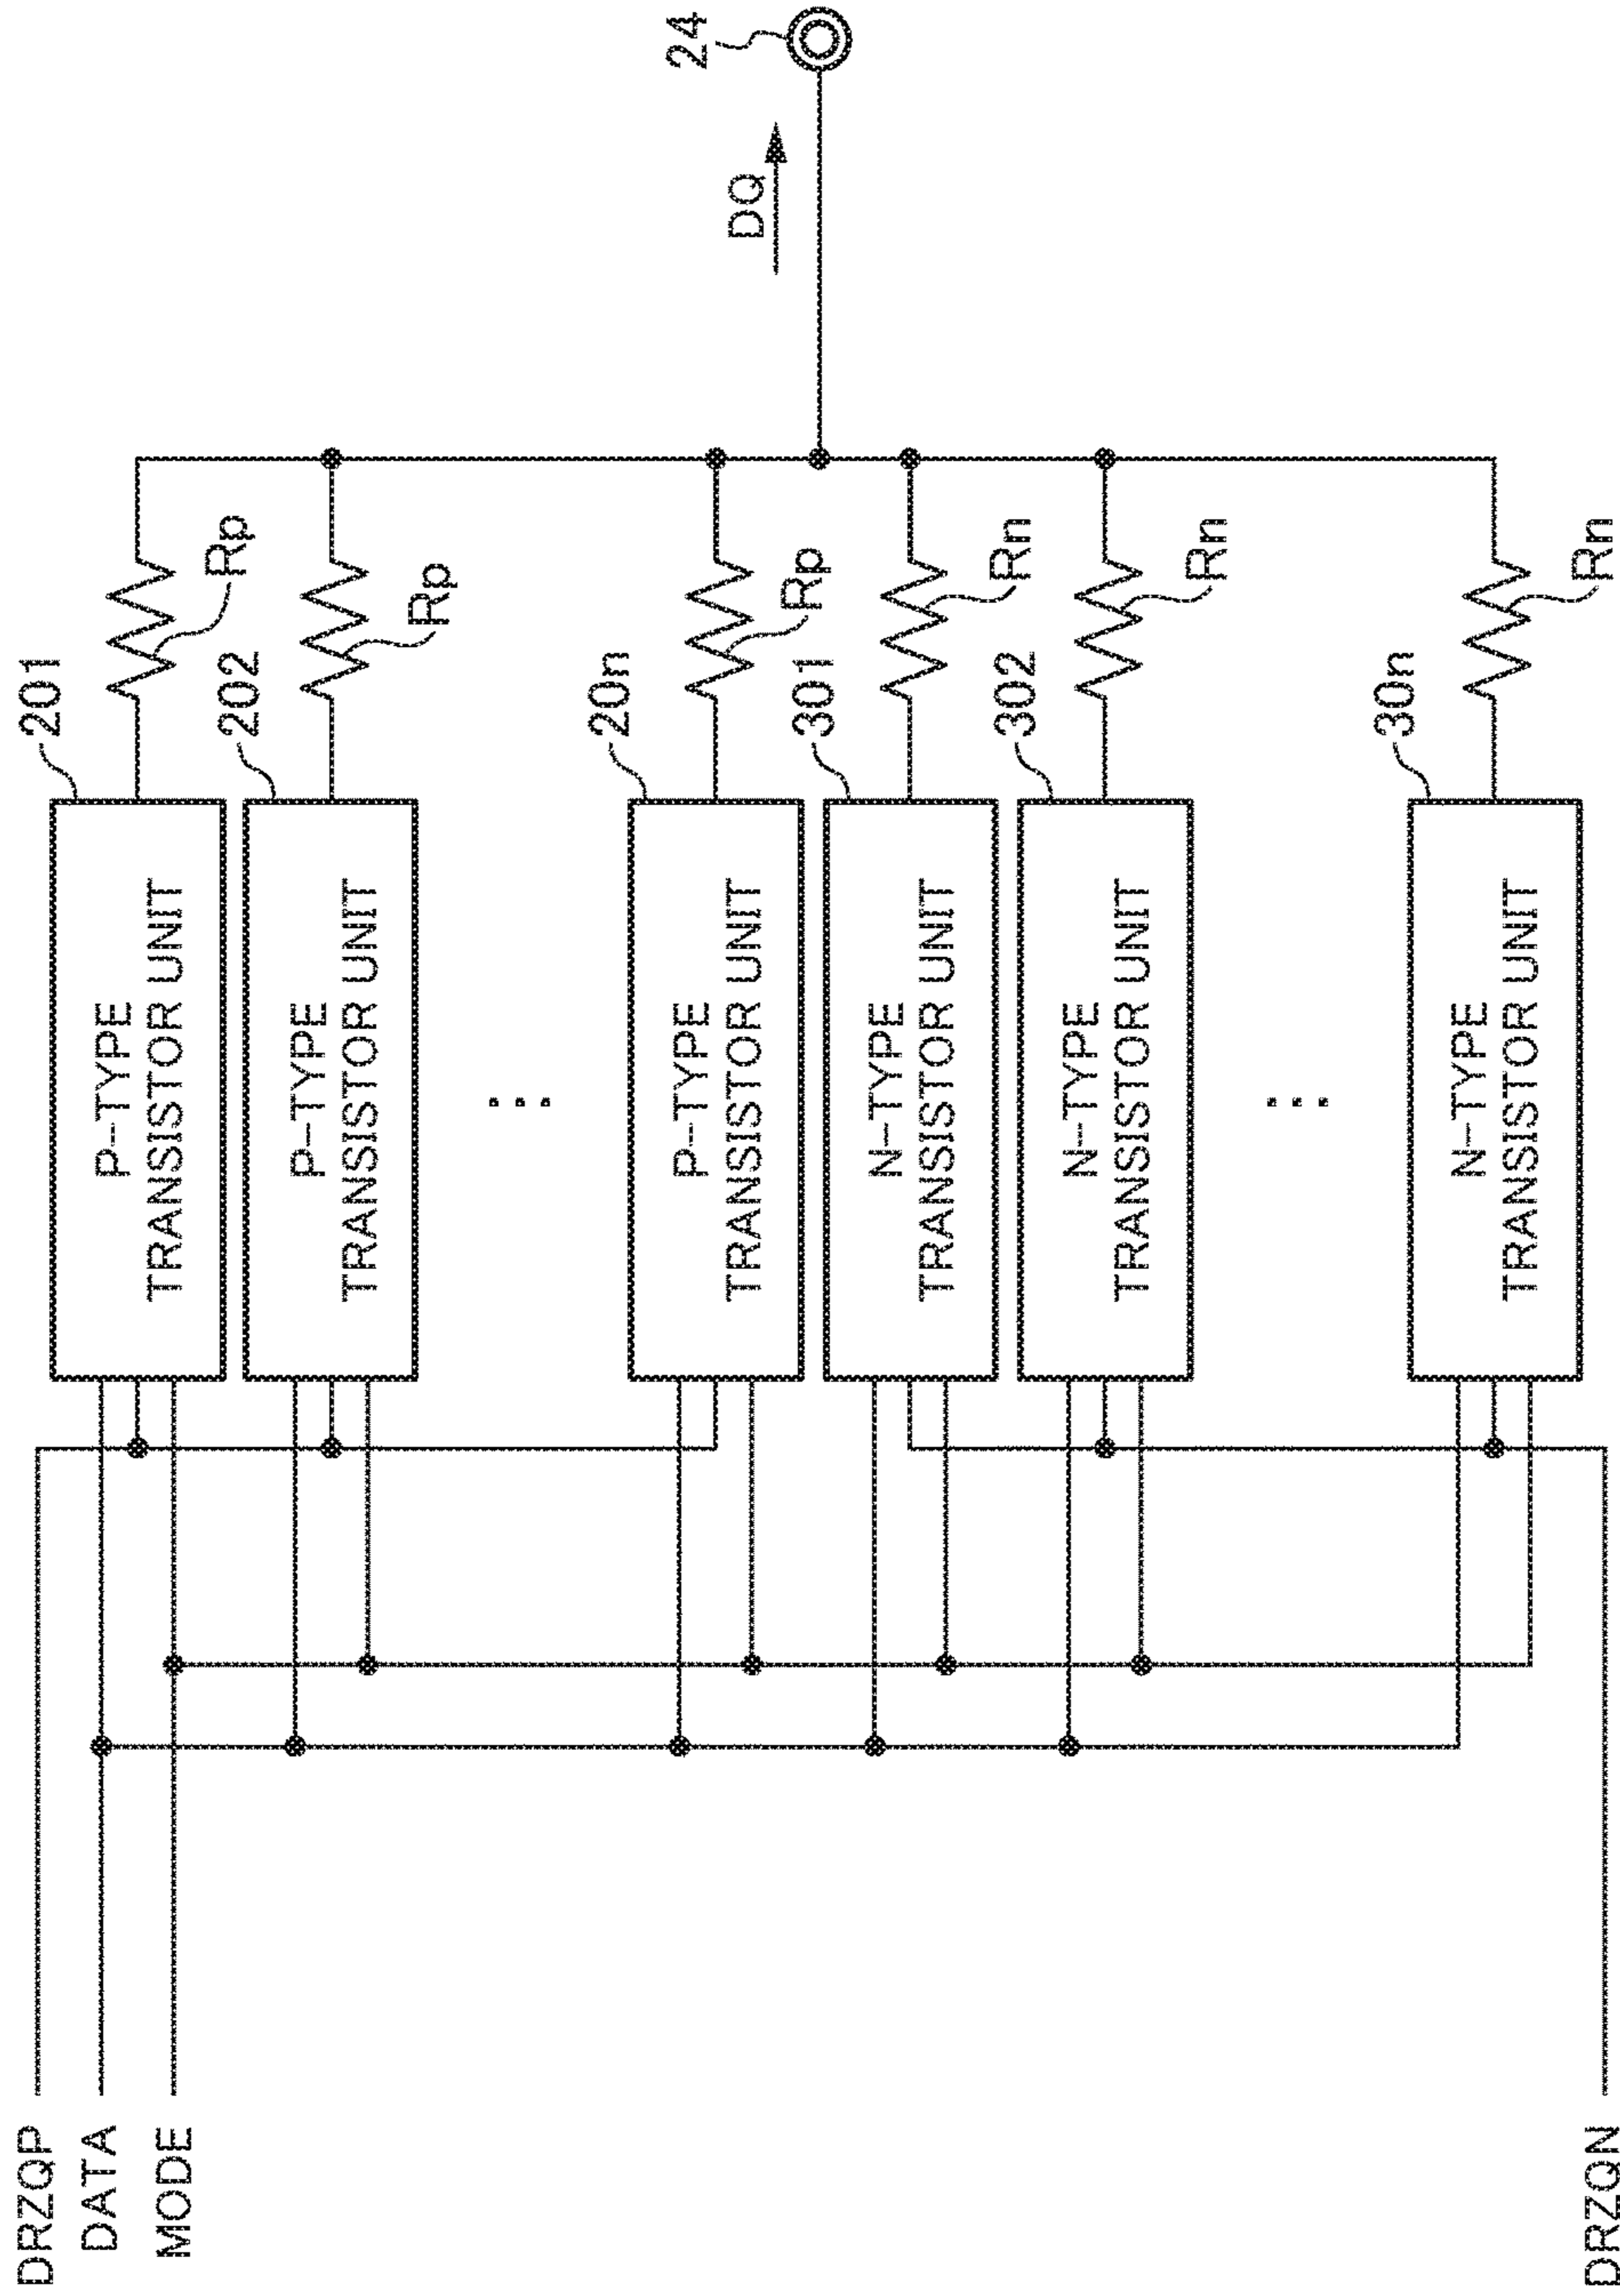 DRZQP
DATA
MODE
DRZQN
P-TYPE
TRANSISTOR UNIT
201
Rp
P-TYPE
TRANSISTOR UNIT
202
Rp
...
P-TYPE
TRANSISTOR UNIT
20n
Rp
N-TYPE
TRANSISTOR UNIT
301
Rn
N-TYPE
TRANSISTOR UNIT
302
Rn
...
N-TYPE
TRANSISTOR UNIT
30n
Rn
DQ
24